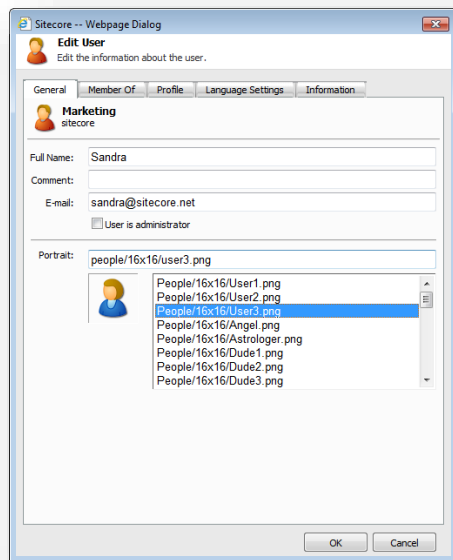 Sitecore -- Webpage Dialog
Edit User
Edit the information about the user.
General Member Of Profile Language Settings Information
Marketing
sitecore
Full Name: Sandra
Comment:
E-mail: sandra@sitecore.net
User is administrator
Portrait: people/16x16/user3.png
People/16x16/User1.png
People/16x16/User2.png
People/16x16/User3.png
People/16x16/Angel.png
People/16x16/Astrologer.png
People/16x16/Dude1.png
People/16x16/Dude2.png
People/16x16/Dude3.png
OK Cancel